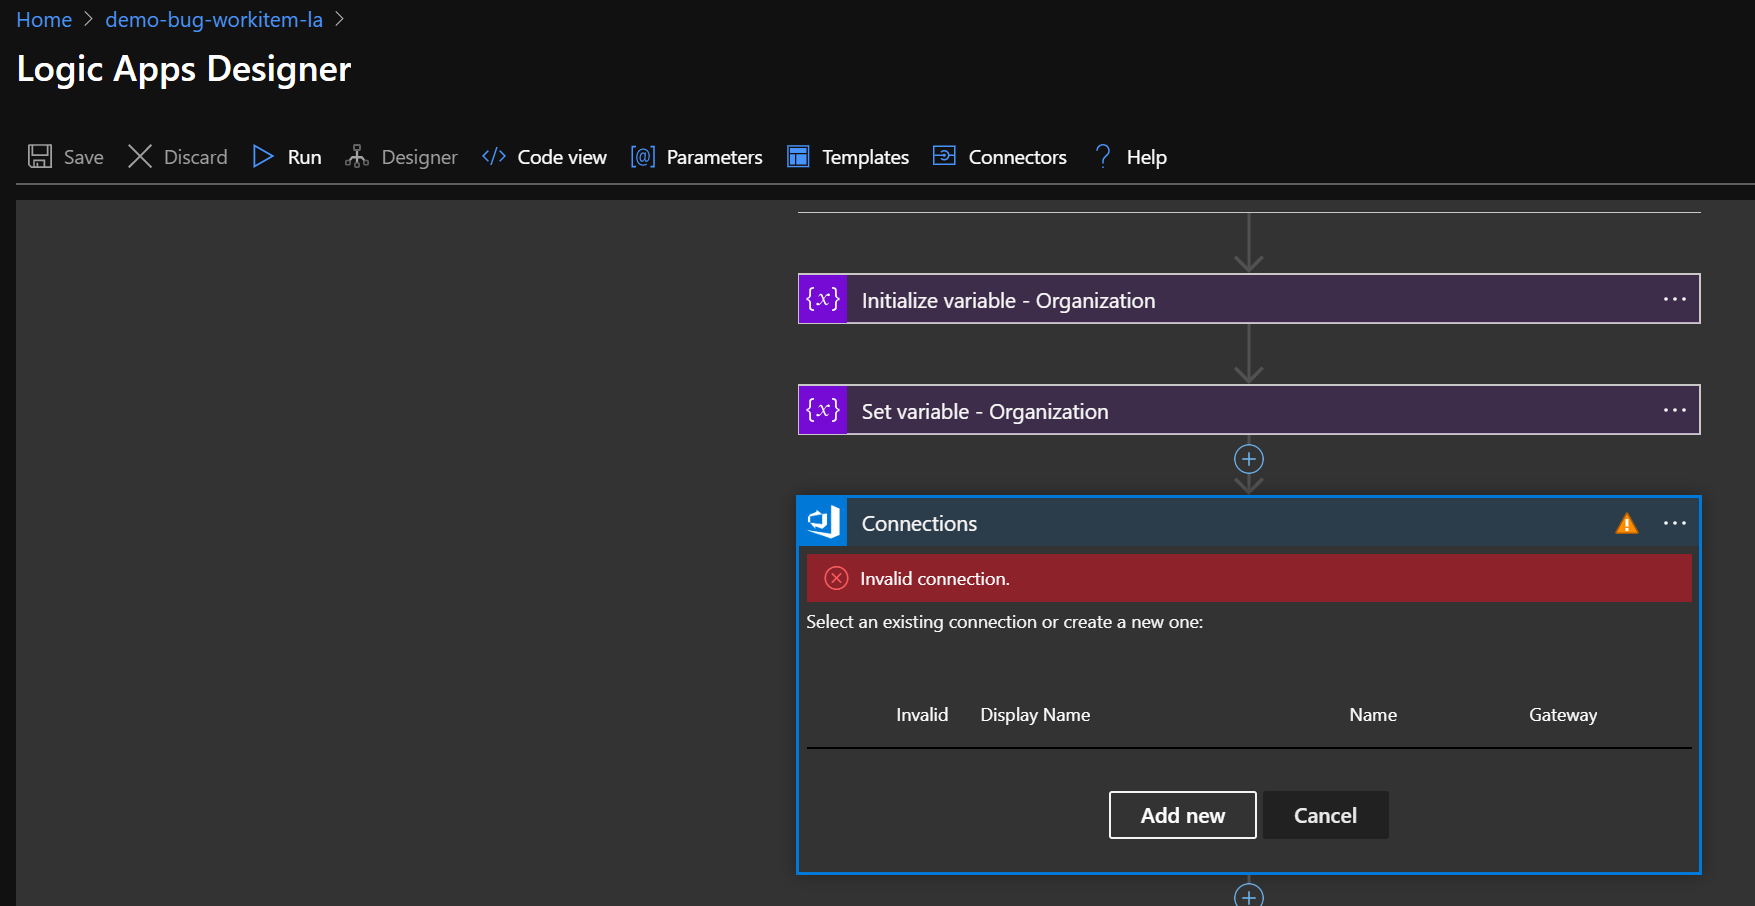 Home > demo-bug-workitem-la >
Logic Apps Designer
Save Discard Run Designer </> Code view [@] Parameters Templates Connectors ? Help
{x} Initialize variable - Organization ...
{x} Set variable - Organization ...
Connections ...
Invalid connection.
Select an existing connection or create a new one:
Invalid Display Name Name Gateway
Add new Cancel